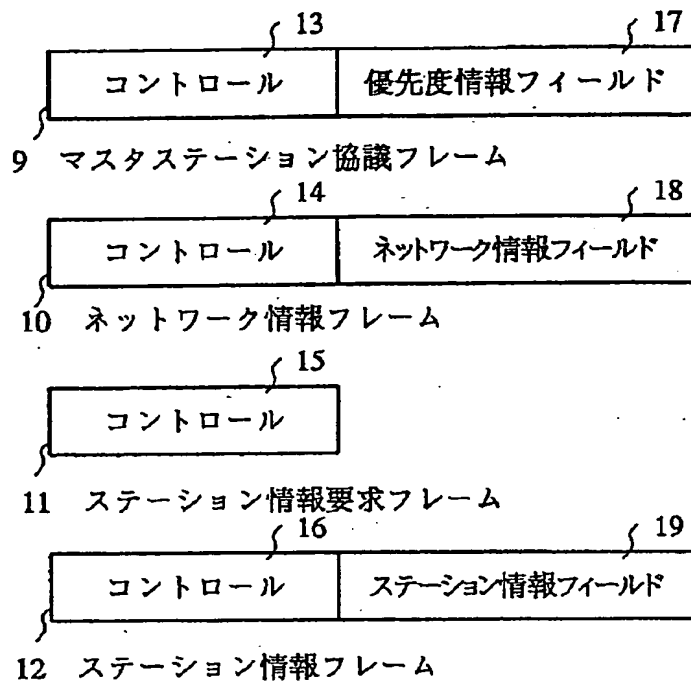 13 17
コントロール 優先度情報フィールド
9 マスタステーション協議フレーム
14 18
コントロール ネットワーク情報フィールド
10 ネットワーク情報フレーム
15
コントロール
11 ステーション情報要求フレーム
16 19
コントロール ステーション情報フィールド
12 ステーション情報フレーム